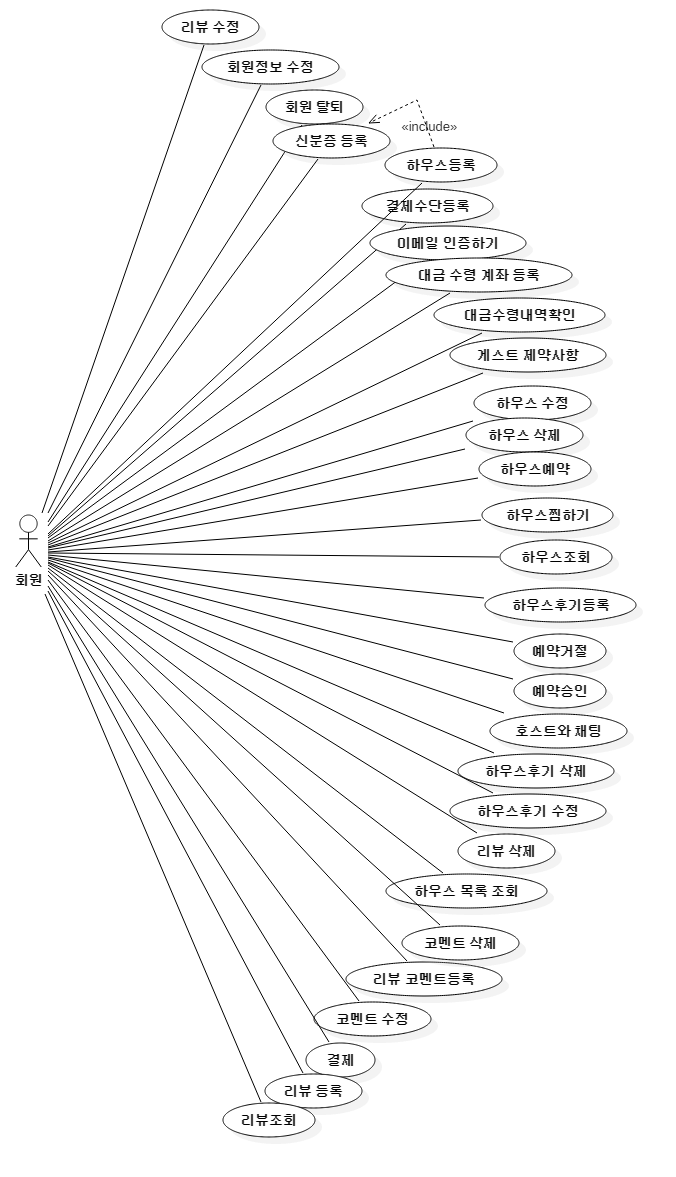 리뷰 수정
회원정보 수정
회원 탈퇴
신분증 등록
«include»
하우스등록
결제수단등록
이메일 인증하기
대금 수령 계좌 등록
대금수령내역확인
게스트 제약사항
하우스 수정
하우스 삭제
하우스예약
하우스찜하기
하우스조회
회원
하우스후기등록
예약거절
예약승인
호스트와 채팅
하우스후기 삭제
하우스후기 수정
리뷰 삭제
하우스 목록 조회
코멘트 삭제
리뷰 코멘트등록
코멘트 수정
결제
리뷰 등록
리뷰조회